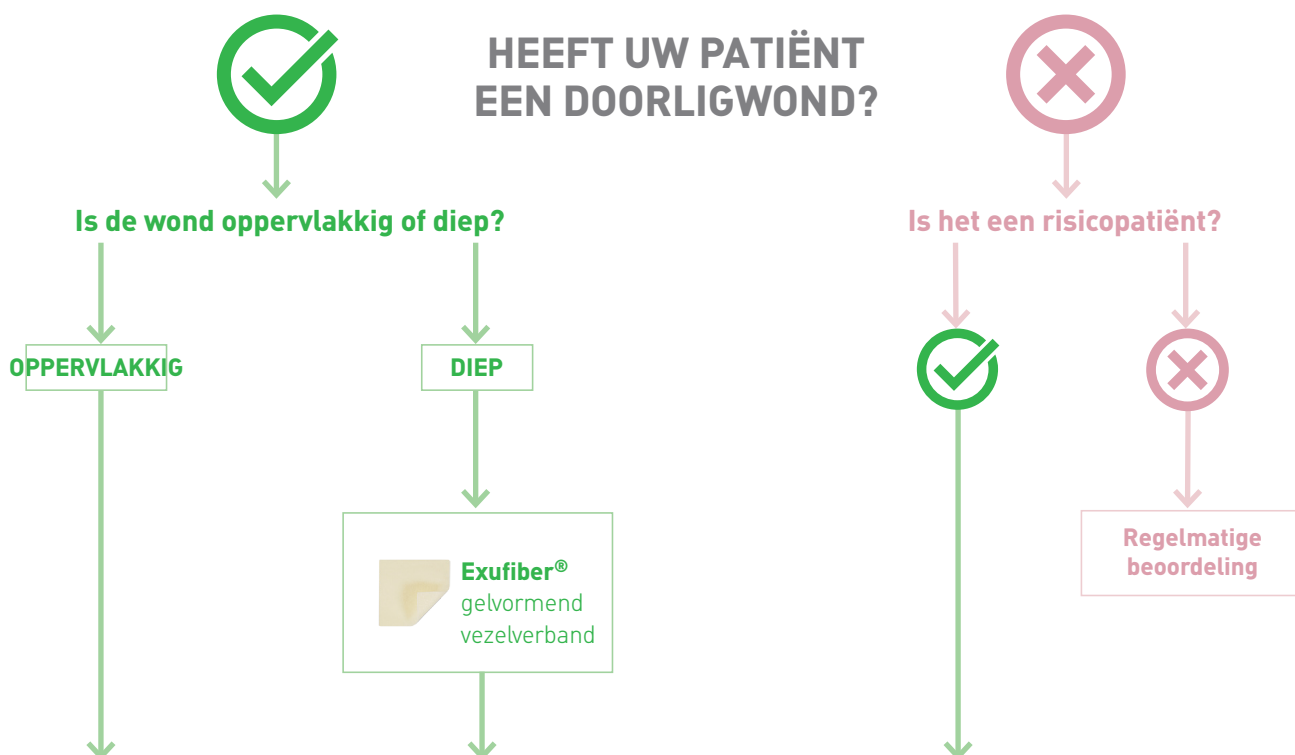 HEEFT UW PATIËNT
EEN DOORLIGWOND?
Is de wond oppervlakkig of diep?
Is het een risicopatiënt?
OPPERVLAKKIG
DIEP
Exufiber®
gelvormend
vezelverband
Regelmatige
beoordeling